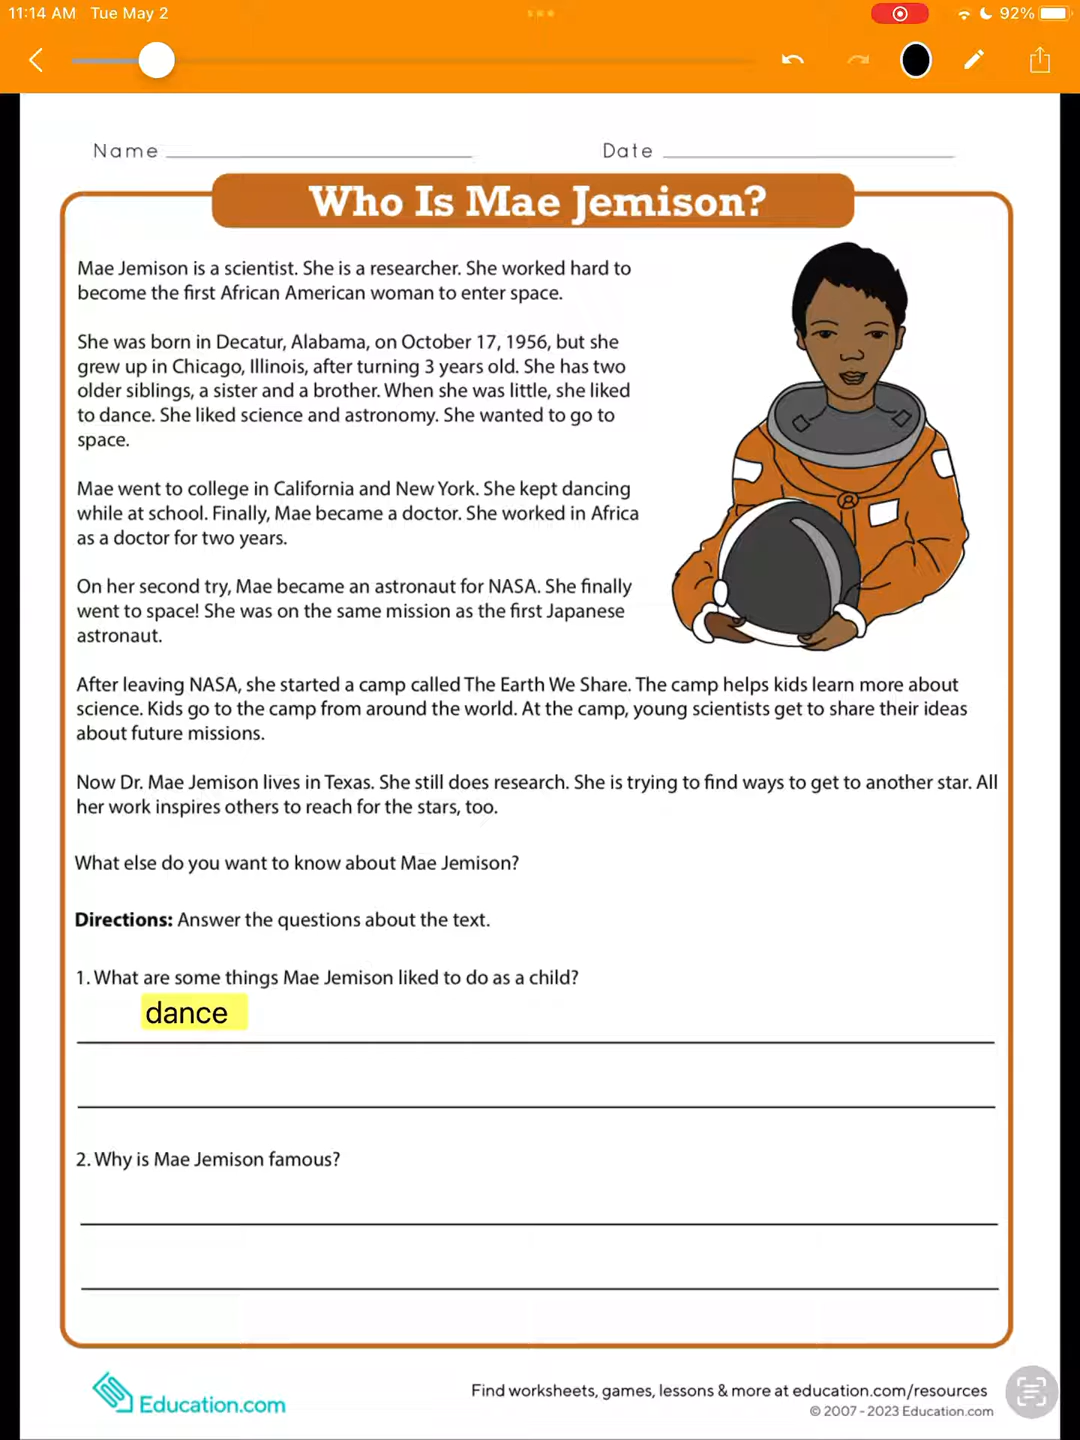 11:14 AM Tue May 2
92%
Name Date
Who Is Mae Jemison?
Mae Jemison is a scientist. She is a researcher. She worked hard to
become the first African American woman to enter space.
She was born in Decatur, Alabama, on October 17, 1956, but she
grew up in Chicago, Illinois, after turning 3 years old. She has two
older siblings, a sister and a brother. When she was little, she liked
to dance. She liked science and astronomy. She wanted to go to
space.
Mae went to college in California and New York. She kept dancing
while at school. Finally, Mae became a doctor. She worked in Africa
as a doctor for two years.
On her second try, Mae became an astronaut for NASA. She finally
went to space! She was on the same mission as the first Japanese
astronaut.
After leaving NASA, she started a camp called The Earth We Share. The camp helps kids learn more about
science. Kids go to the camp from around the world. At the camp, young scientists get to share their ideas
about future missions.
Now Dr. Mae Jemison lives in Texas. She still does research. She is trying to find ways to get to another star. All
her work inspires others to reach for the stars, too.
What else do you want to know about Mae Jemison?
Directions: Answer the questions about the text.
1. What are some things Mae Jemison liked to do as a child?
dance
2. Why is Mae Jemison famous?
Education.com
Find worksheets, games, lessons & more at education.com/resources
© 2007 - 2023 Education.com